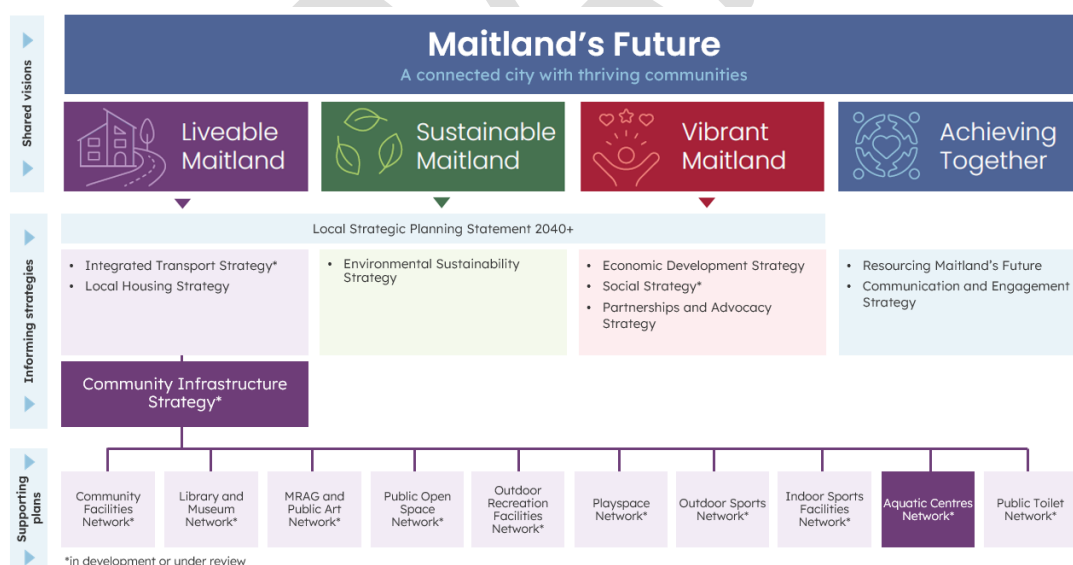 Maitland's Future
A connected city with thriving communities
Shared visions
Liveable
Maitland
Sustainable
Maitland
Vibrant
Maitland
Achieving
Together
Informing strategies
Local Strategic Planning Statement 2040+
• Integrated Transport Strategy*
• Local Housing Strategy
• Environmental Sustainability
Strategy
• Economic Development Strategy
• Social Strategy*
• Partnerships and Advocacy
Strategy
• Resourcing Maitland's Future
• Communication and Engagement
Strategy
Community Infrastructure
Strategy*
Supporting
plans
Community
Facilities
Network*
Library and
Museum
Network*
MRAG and
Public Art
Network*
Public Open
Space
Network*
Outdoor
Recreation
Facilities
Network*
Playspace
Network*
Outdoor Sports
Network*
Indoor Sports
Facilities
Network*
Aquatic Centres
Network*
Public Toilet
Network*
*in development or under review